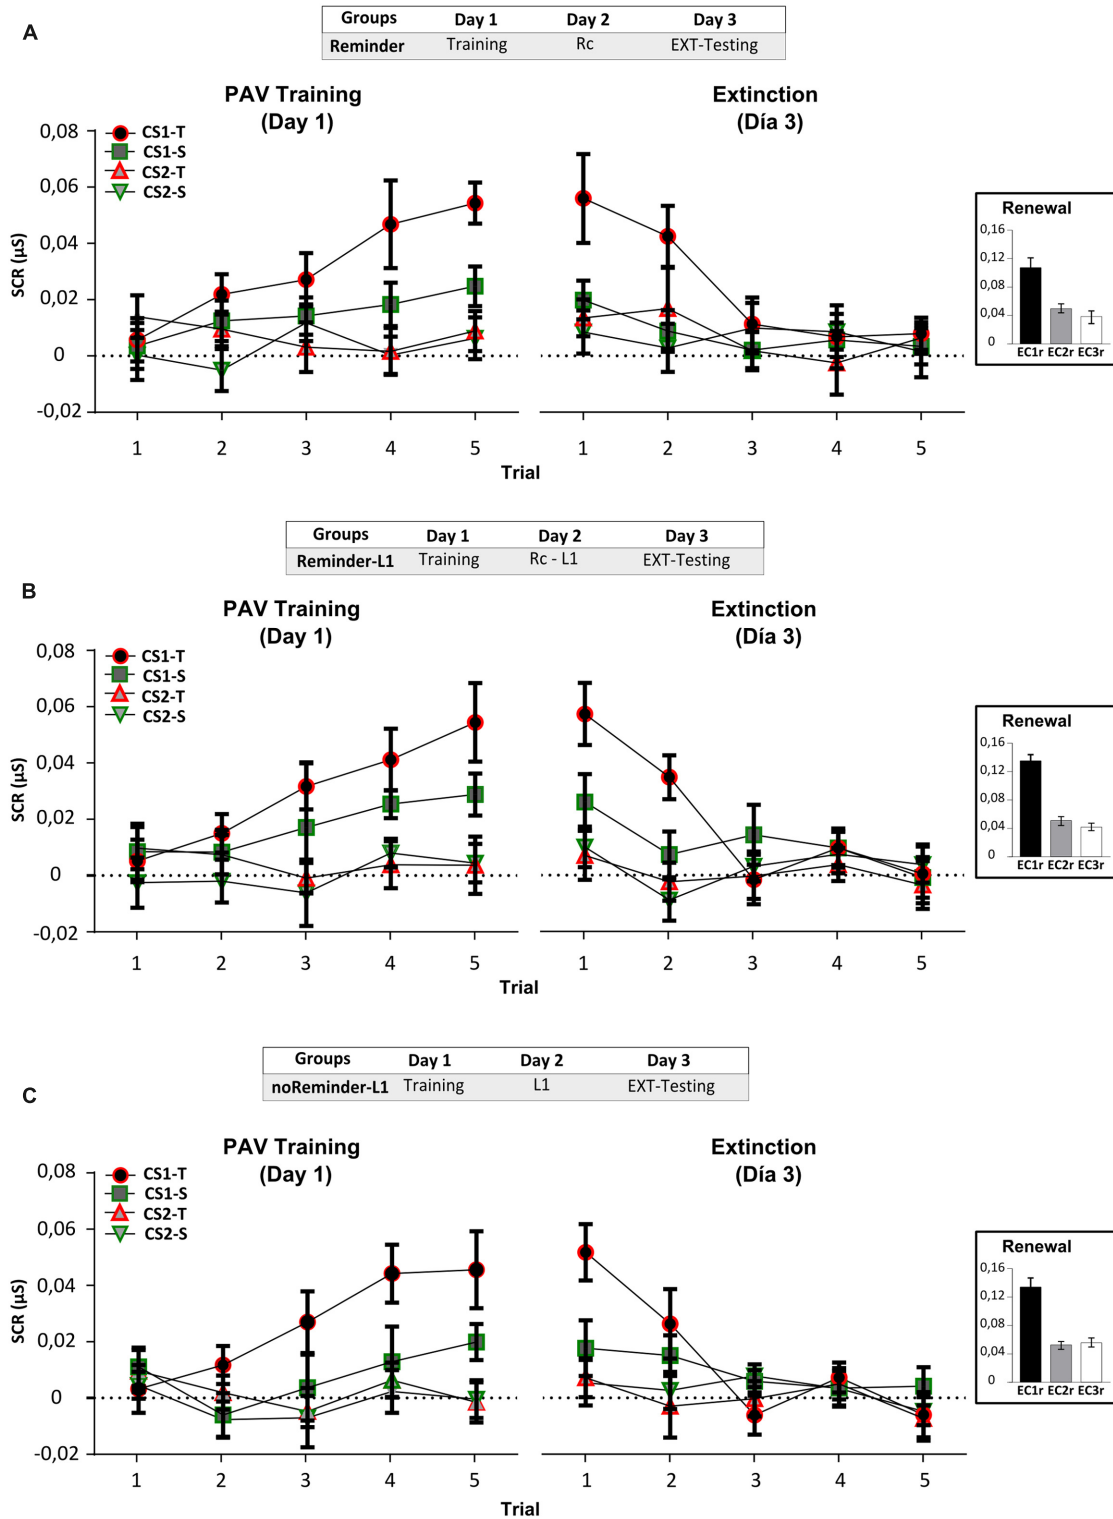 A
Groups Day 1 Day 2 Day 3
Reminder Training Rc EXT-Testing
PAV Training
(Day 1)
Extinction
(Día 3)
SCR (µS)
0,08
0,06
0,04
0,02
0
-0,02
CS1-T
CS1-S
CS2-T
CS2-S
1 2 3 4 5
1 2 3 4 5
Trial
Renewal
0,16
0,12
0,08
0,04
0
EC1r EC2r EC3r
B
Groups Day 1 Day 2 Day 3
Reminder-L1 Training Rc - L1 EXT-Testing
PAV Training
(Day 1)
Extinction
(Día 3)
SCR (µS)
0,08
0,06
0,04
0,02
0
-0,02
CS1-T
CS1-S
CS2-T
CS2-S
1 2 3 4 5
1 2 3 4 5
Trial
Renewal
0,16
0,12
0,08
0,04
0
EC1r EC2r EC3r
C
Groups Day 1 Day 2 Day 3
noReminder-L1 Training L1 EXT-Testing
PAV Training
(Day 1)
Extinction
(Día 3)
SCR (µS)
0,08
0,06
0,04
0,02
0
-0,02
CS1-T
CS1-S
CS2-T
CS2-S
1 2 3 4 5
1 2 3 4 5
Trial
Renewal
0,16
0,12
0,08
0,04
0
EC1r EC2r EC3r